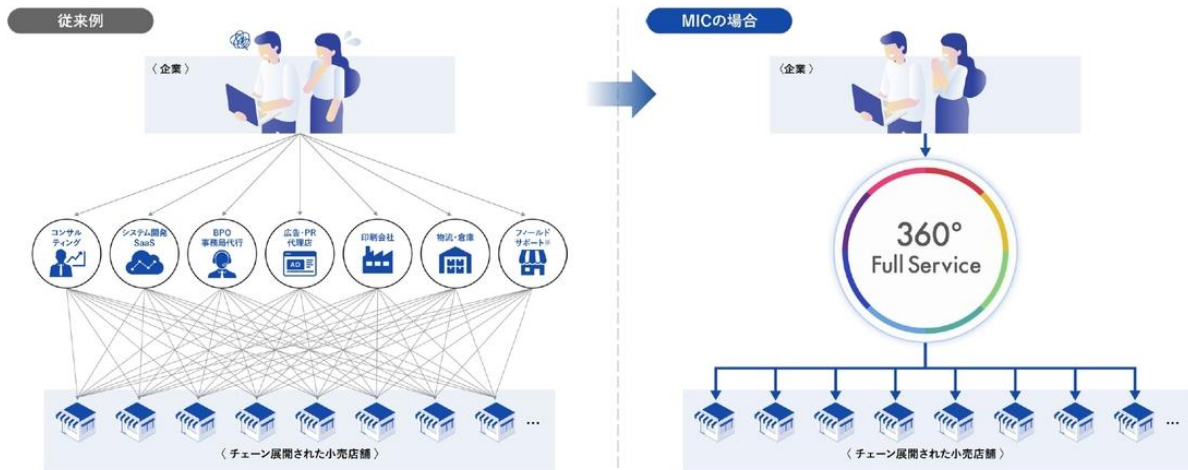 従来例
〈 企業 〉
コンサル
ティング
システム開発
SaaS
BPO
事務局代行
広告・PR
代理店
AD
印刷会社
物流・倉庫
フィールド
サポート※
…
〈 チェーン展開された小売店舗 〉
MICの場合
〈企業 〉
360°
Full Service
…
〈 チェーン展開された小売店舗 〉